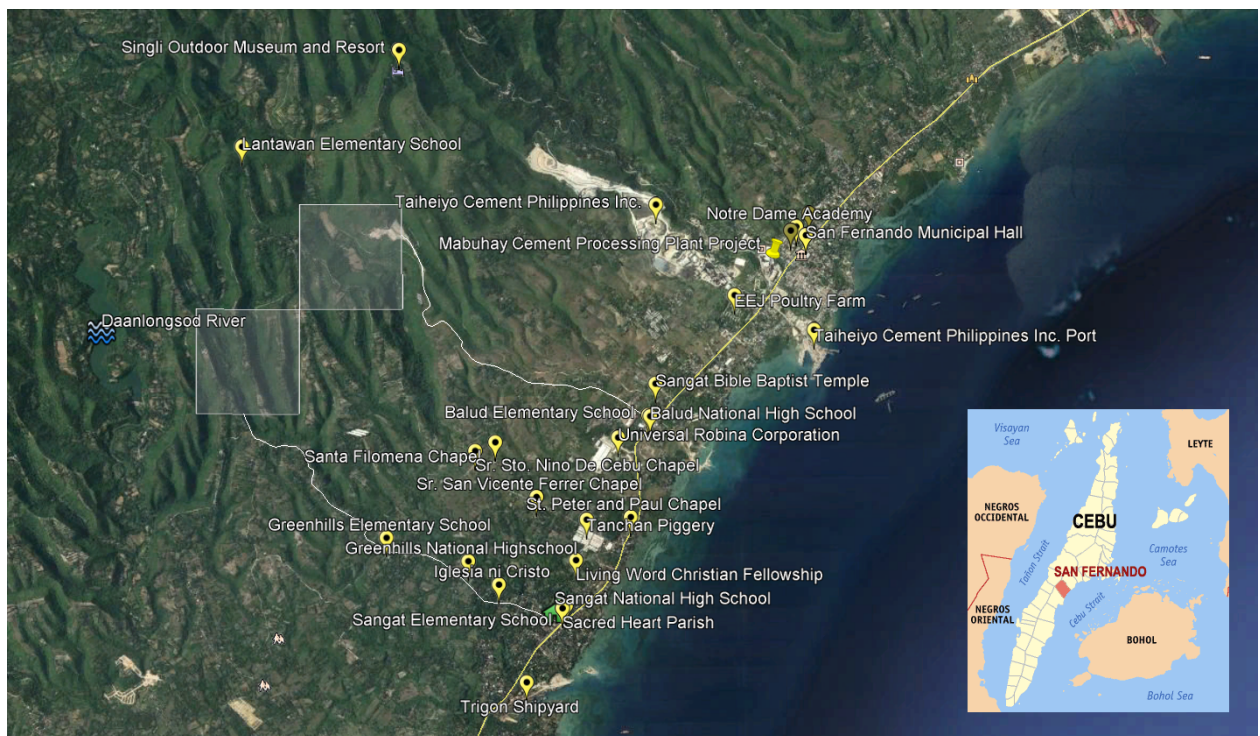 Singli Outdoor Museum and Resort
Lantawan Elementary School
Taiheiyo Cement Philippines Inc.
Notre Dame Academy
San Fernando Municipal Hall
Mabuhay Cement Processing Plant Project
EEJ Poultry Farm
Daanlongsod River
Taiheiyo Cement Philippines Inc. Port
Sangat Bible Baptist Temple
Balud Elementary School
Balud National High School
Universal Robina Corporation
Santa Filomena Chapel
Sr. Sto. Nino De Cebu Chapel
Sr. San Vicente Ferrer Chapel
St. Peter and Paul Chapel
Greenhills Elementary School
Tanchan Piggery
Greenhills National Highschool
Iglesia ni Cristo
Living Word Christian Fellowship
Sangat National High School
Sangat Elementary School
Sacred Heart Parish
Trigon Shipyard
Visayan
Sea
LEYTE
NEGROS
OCCIDENTAL
CEBU
Tañon Strait
Camotes
Sea
SAN FERNANDO
Cebu Strait
NEGROS
ORIENTAL
BOHOL
Bohol Sea